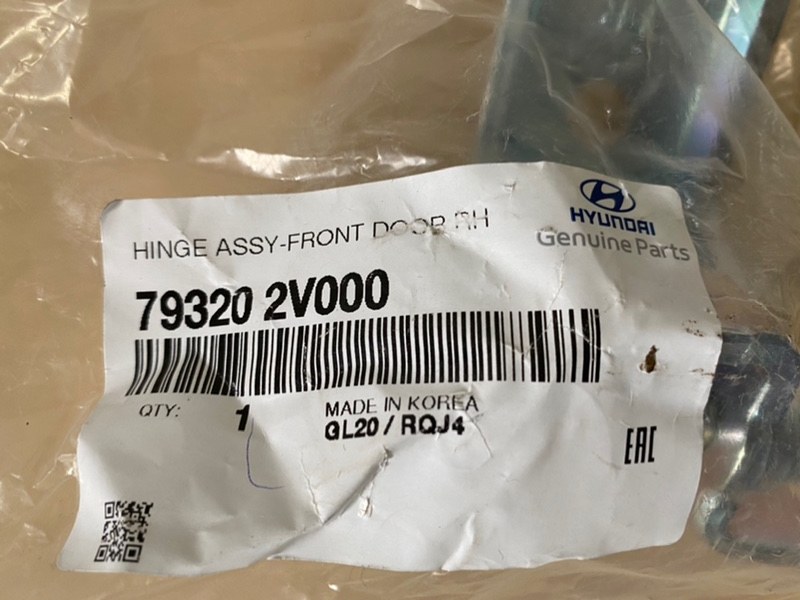 HYUNDAI
Genuine Parts
HINGE ASSY-FRONT DOOR RH
79320 2V000
QTY: 1
MADE IN KOREA
GL20 / RQJ4
EAC